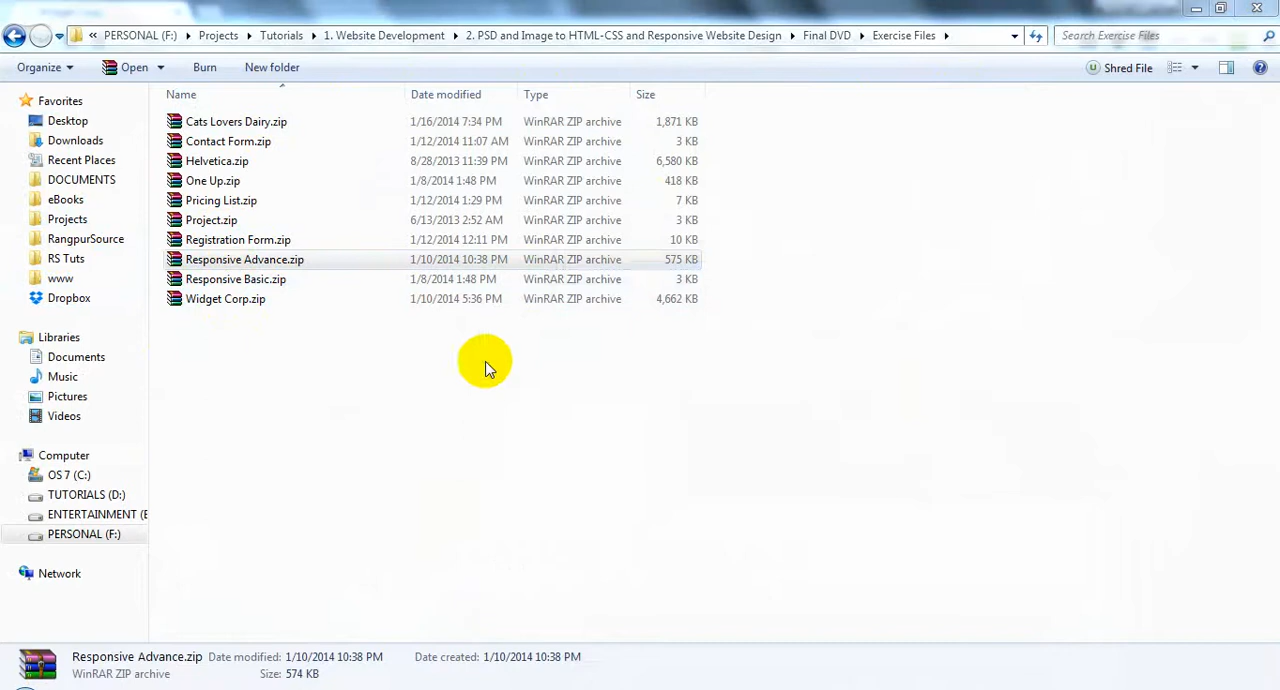 « PERSONAL (F:) Projects Tutorials 1. Website Development 2. PSD and Image to HTML-CSS and Responsive Website Design Final DVD Exercise Files Search Exercise Files
Organize Open Burn New folder Shred File
Name Date modified Type Size
Favorites
Desktop
Downloads
Recent Places
DOCUMENTS
eBooks
Projects
RangpurSource
RS Tuts
www
Dropbox
Libraries
Documents
Music
Pictures
Videos
Computer
OS 7 (C:)
TUTORIALS (D:)
ENTERTAINMENT (E
PERSONAL (F:)
Network
Cats Lovers Dairy.zip 1/16/2014 7:34 PM WinRAR ZIP archive 1,871 KB
Contact Form.zip 1/12/2014 11:07 AM WinRAR ZIP archive 3 KB
Helvetica.zip 8/28/2013 11:39 PM WinRAR ZIP archive 6,580 KB
One Up.zip 1/8/2014 1:48 PM WinRAR ZIP archive 418 KB
Pricing List.zip 1/12/2014 1:29 PM WinRAR ZIP archive 7 KB
Project.zip 6/13/2013 2:52 AM WinRAR ZIP archive 3 KB
Registration Form.zip 1/12/2014 12:11 PM WinRAR ZIP archive 10 KB
Responsive Advance.zip 1/10/2014 10:38 PM WinRAR ZIP archive 575 KB
Responsive Basic.zip 1/8/2014 1:48 PM WinRAR ZIP archive 3 KB
Widget Corp.zip 1/10/2014 5:36 PM WinRAR ZIP archive 4,662 KB
Responsive Advance.zip Date modified: 1/10/2014 10:38 PM Date created: 1/10/2014 10:38 PM
WinRAR ZIP archive Size: 574 KB